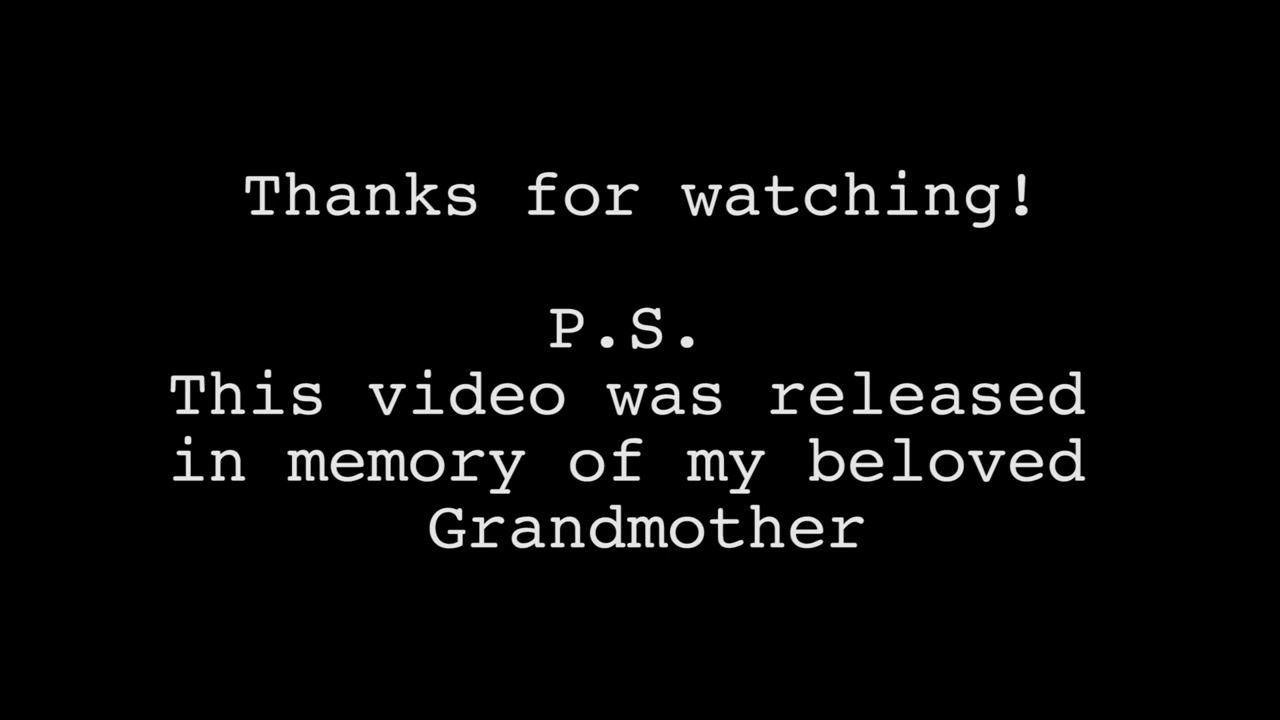 Thanks for watching!
P.S.
This video was released
in memory of my beloved
Grandmother